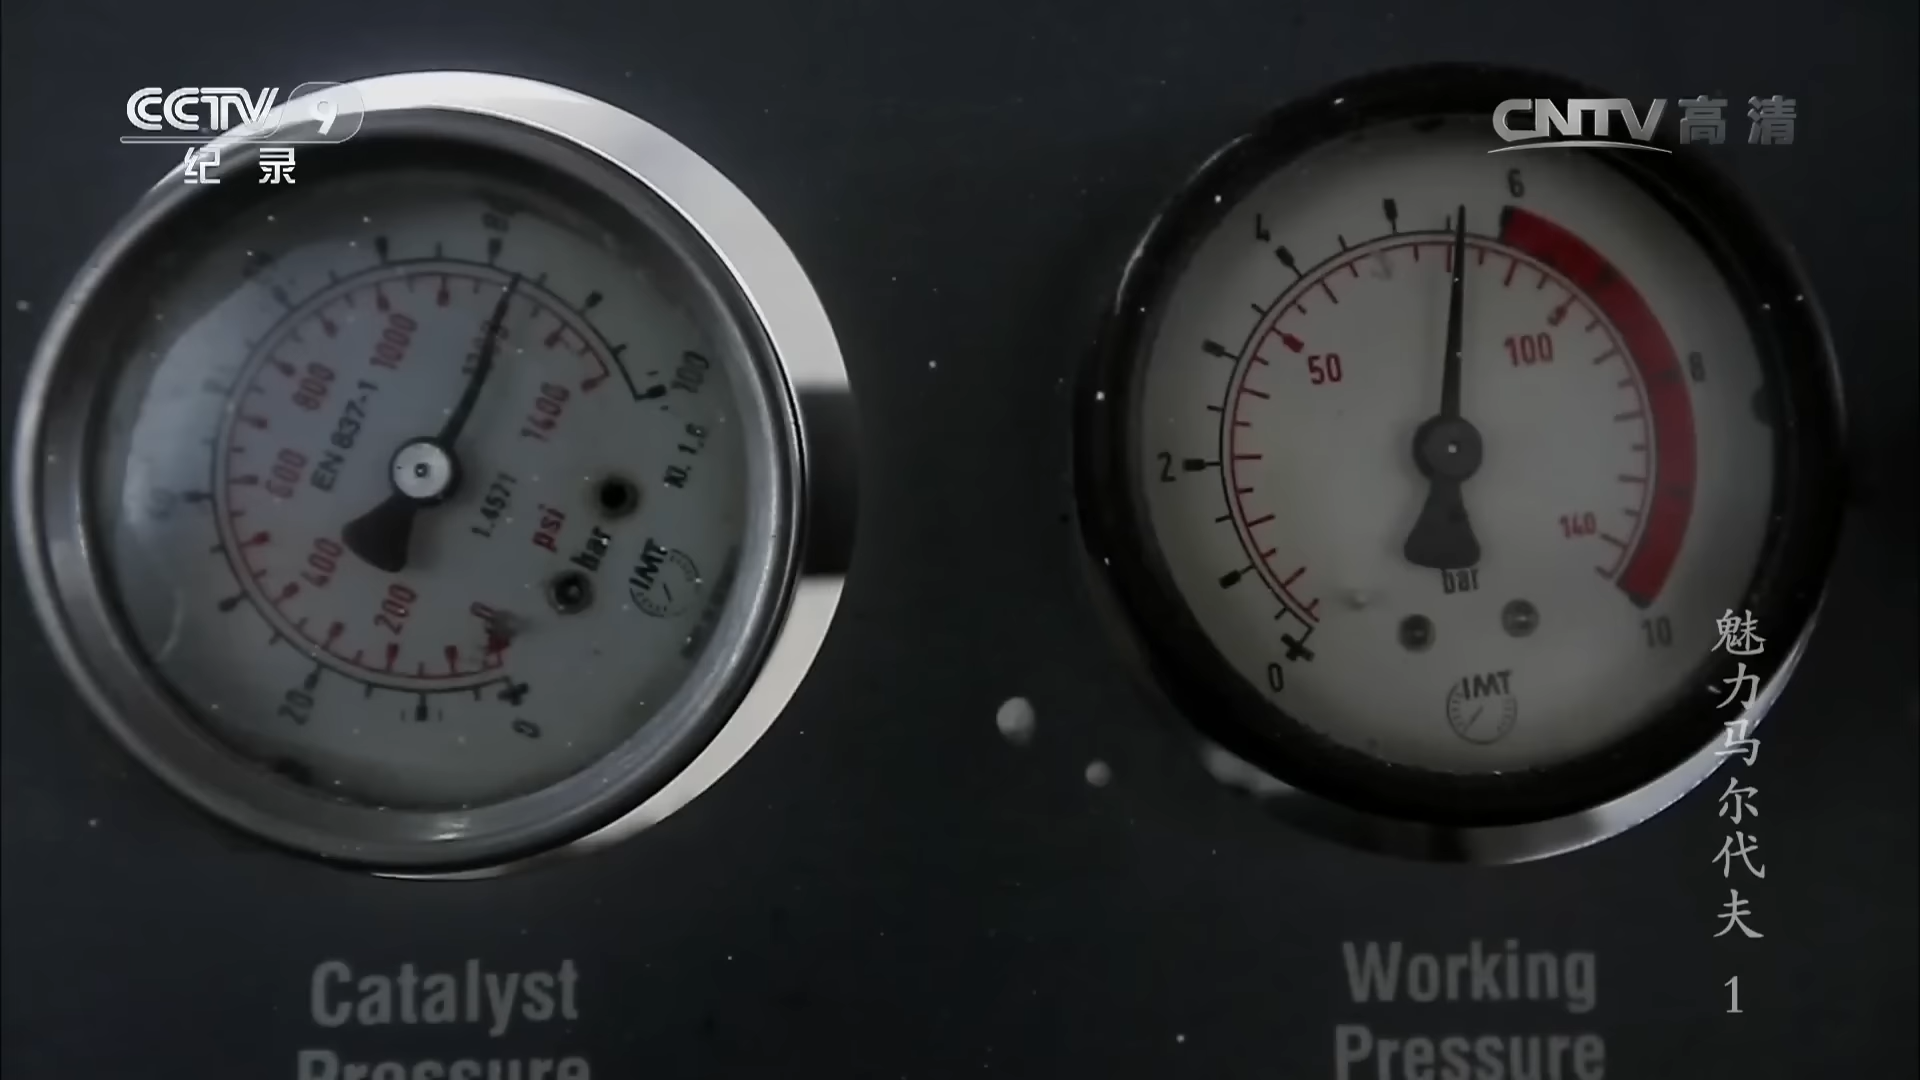 CCTV 9
纪录
CNTV 高清
80
100
1000
800
600
400
200
0
1400
EN 837-1
1.4571
Kl. 1.6
psi
bar
IMT
20
0
0
2
4
6
8
10
50
100
140
bar
IMT
魅力马尔代夫 1
Catalyst
Pressure
Working
Pressure